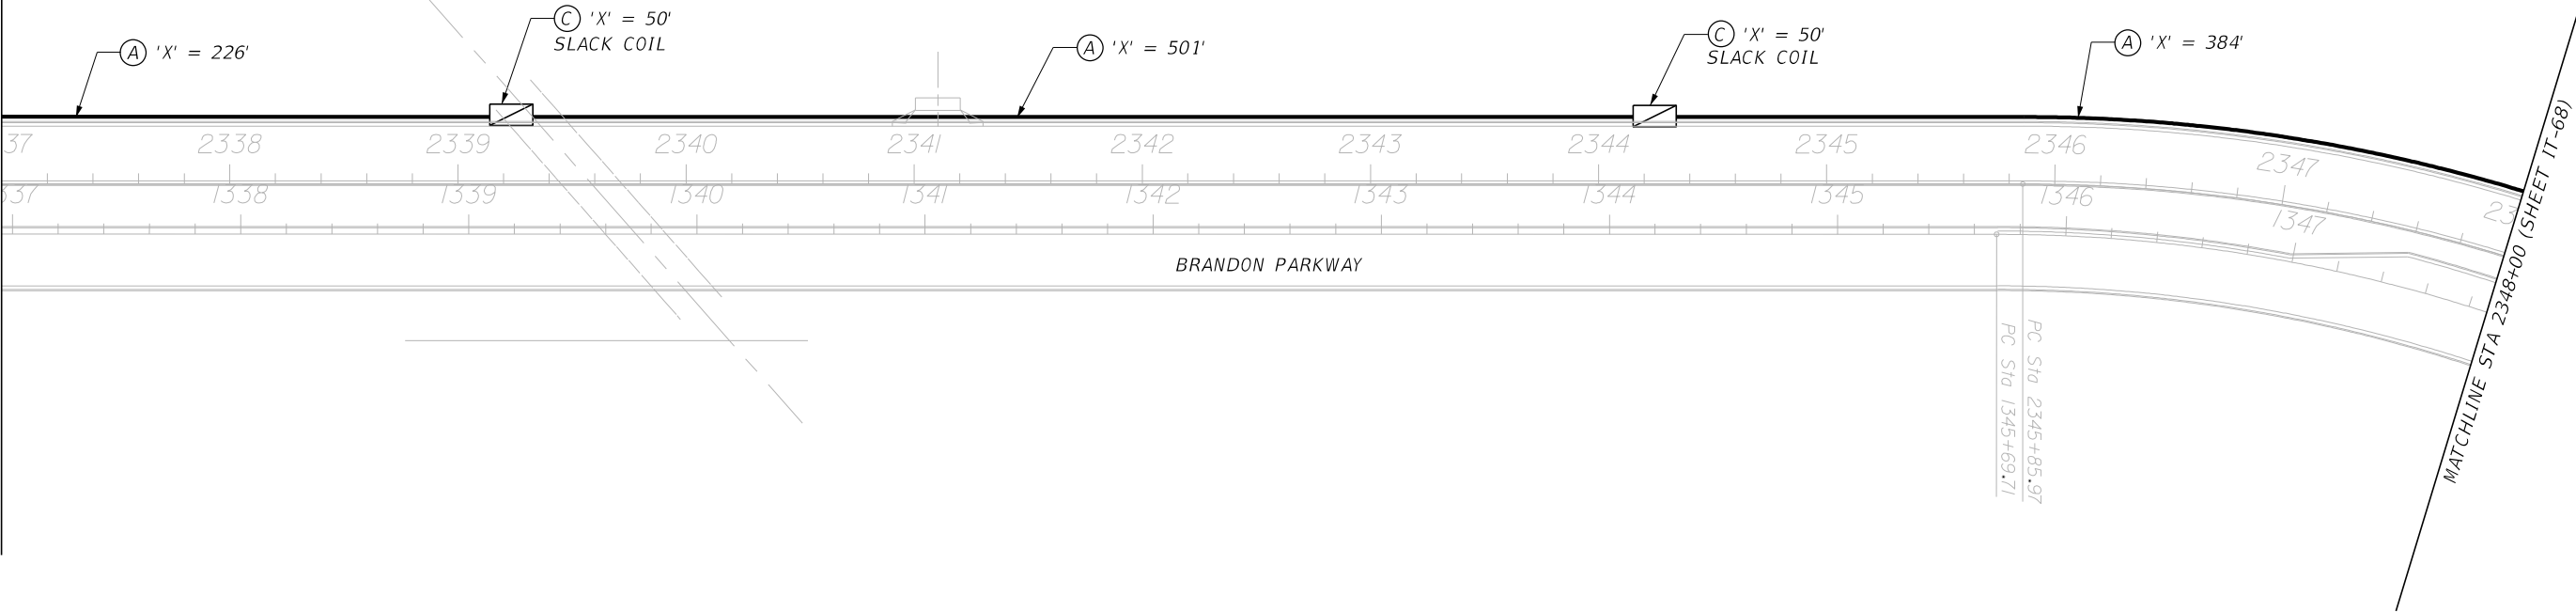 Ⓒ 'X' = 50'
SLACK COIL
Ⓐ 'X' = 226'
Ⓐ 'X' = 501'
Ⓒ 'X' = 50'
SLACK COIL
Ⓐ 'X' = 384'
37 2338 2339 2340 2341 2342 2343 2344 2345 2346 2347
337 1338 1339 1340 1341 1342 1343 1344 1345 1346 1347
BRANDON PARKWAY
PC Sta 1345+69.71
PC Sta 2345+85.97
MATCHLINE STA 2348+00 (SHEET IT-68)